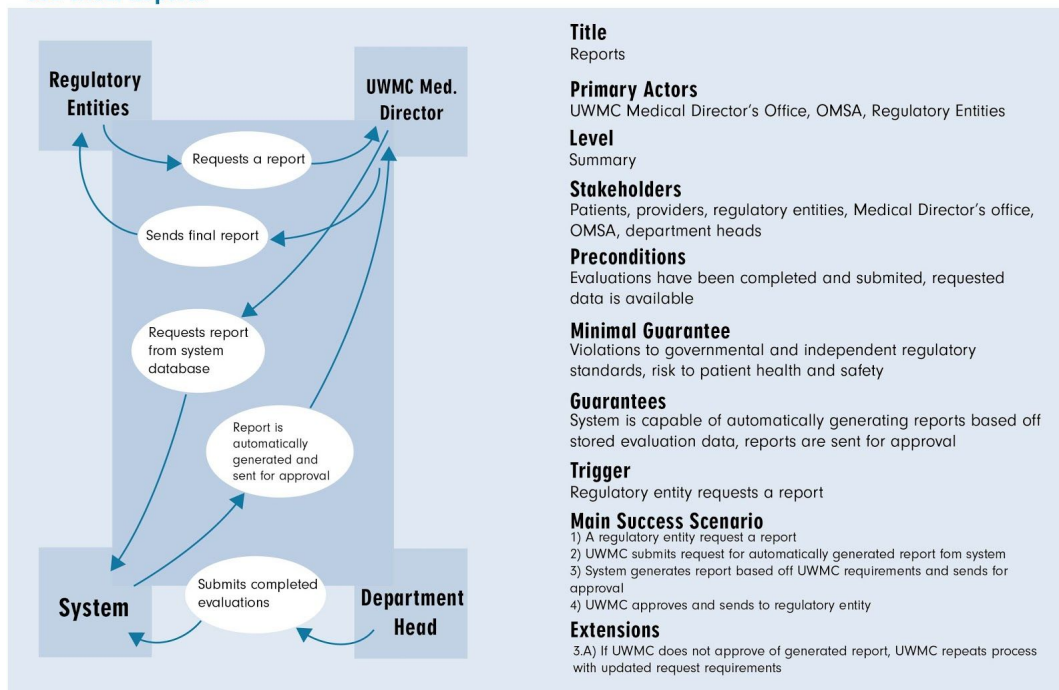 Regulatory
Entities
UWMC Med.
Director
Requests a report
Sends final report
Requests report
from system
database
Report is
automatically
generated and
sent for approval
Submits completed
evaluations
System
Department
Head
Title
Reports
Primary Actors
UWMC Medical Director's Office, OMSA, Regulatory Entities
Level
Summary
Stakeholders
Patients, providers, regulatory entities, Medical Director's office,
OMSA, department heads
Preconditions
Evaluations have been completed and submited, requested
data is available
Minimal Guarantee
Violations to governmental and independent regulatory
standards, risk to patient health and safety
Guarantees
System is capable of automatically generating reports based off
stored evaluation data, reports are sent for approval
Trigger
Regulatory entity requests a report
Main Success Scenario
1) A regulatory entity request a report
2) UWMC submits request for automatically generated report fom system
3) System generates report based off UWMC requirements and sends for
approval
4) UWMC approves and sends to regulatory entity
Extensions
3.A) If UWMC does not approve of generated report, UWMC repeats process
with updated request requirements